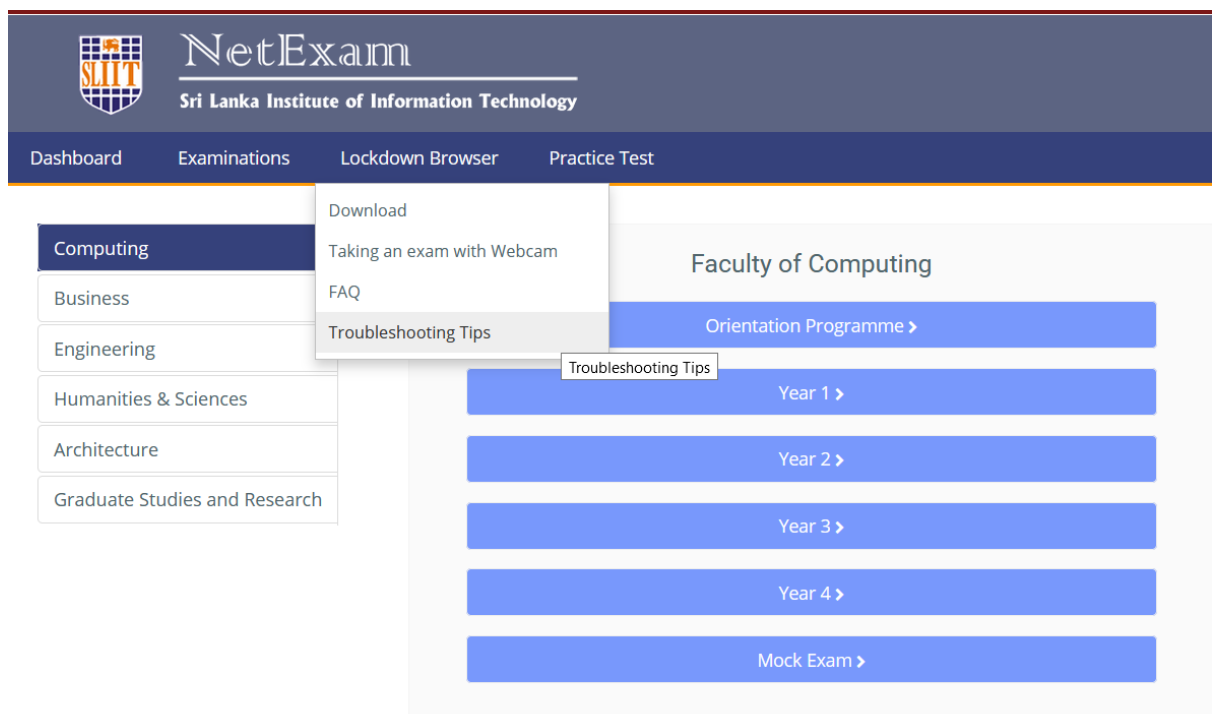 SLIIT
NetExam
Sri Lanka Institute of Information Technology
Dashboard
Examinations
Lockdown Browser
Practice Test
Download
Taking an exam with Webcam
FAQ
Troubleshooting Tips
Troubleshooting Tips
Computing
Business
Engineering
Humanities & Sciences
Architecture
Graduate Studies and Research
Faculty of Computing
Orientation Programme
Year 1
Year 2
Year 3
Year 4
Mock Exam